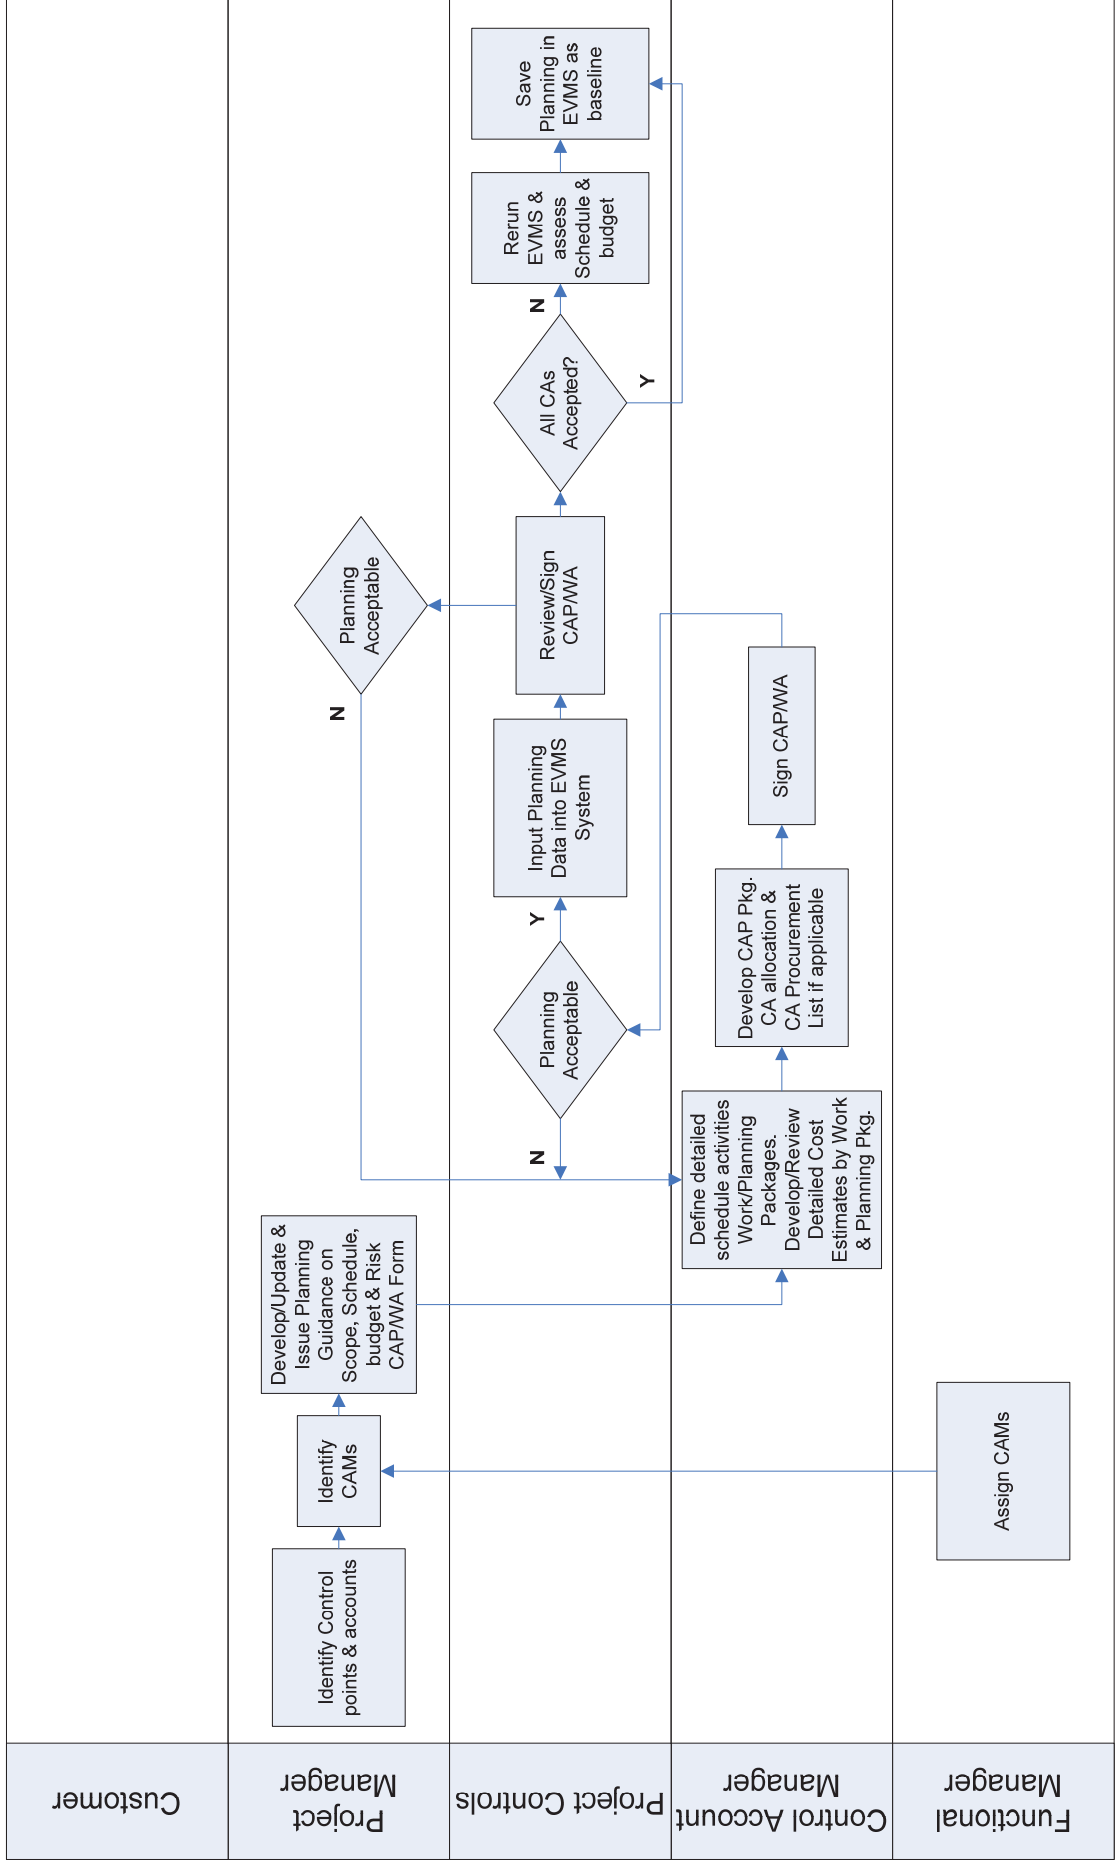 Customer
Project
Manager
Identify Control
points & accounts
Identify
CAMs
Develop/Update &
Issue Planning
Guidance on
Scope, Schedule,
budget & Risk
CAP/WA Form
N
Planning
Acceptable
Project Controls
N
Planning
Acceptable
Y
Input Planning
Data into EVMS
System
Review/Sign
CAP/WA
All CAs
Accepted?
N
Y
Rerun
EVMS &
assess
Schedule &
budget
Save
Planning in
EVMS as
baseline
Control Account
Manager
Define detailed
schedule activities
Work/Planning
Packages.
Develop/Review
Detailed Cost
Estimates by Work
& Planning Pkg.
Develop CAP Pkg.
CA allocation &
CA Procurement
List if applicable
Sign CAP/WA
Functional
Manager
Assign CAMs